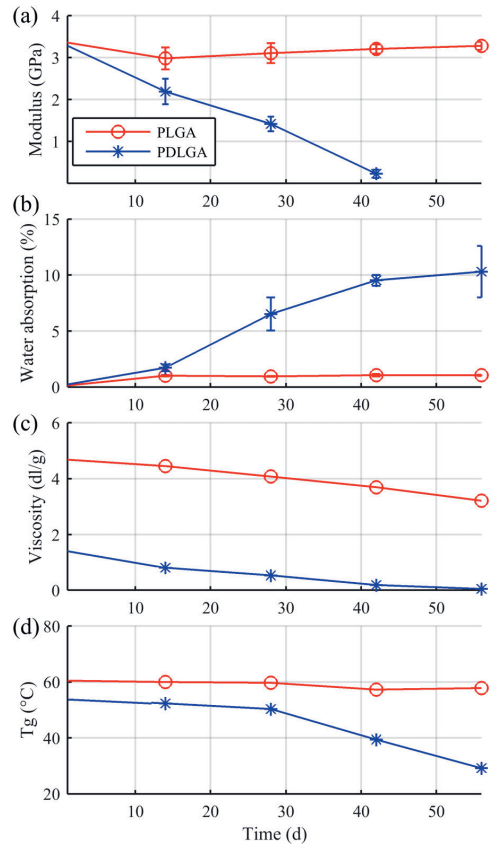 (a)
Modulus (GPa)
4
3
2
1
PLGA
PDLGA
10 20 30 40 50
(b)
Water absorption (%)
15
10
5
0
10 20 30 40 50
(c)
Viscosity (dl/g)
6
4
2
0
10 20 30 40 50
(d)
Tg (°C)
80
60
40
20
10 20 30 40 50
Time (d)